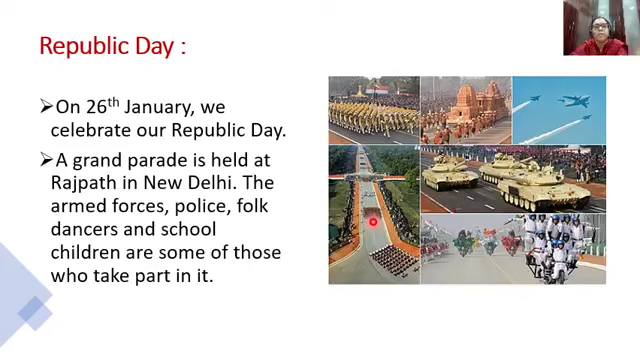 Republic Day :
➢On 26th January, we
celebrate our Republic Day.
➢A grand parade is held at
Rajpath in New Delhi. The
armed forces, police, folk
dancers and school
children are some of those
who take part in it.